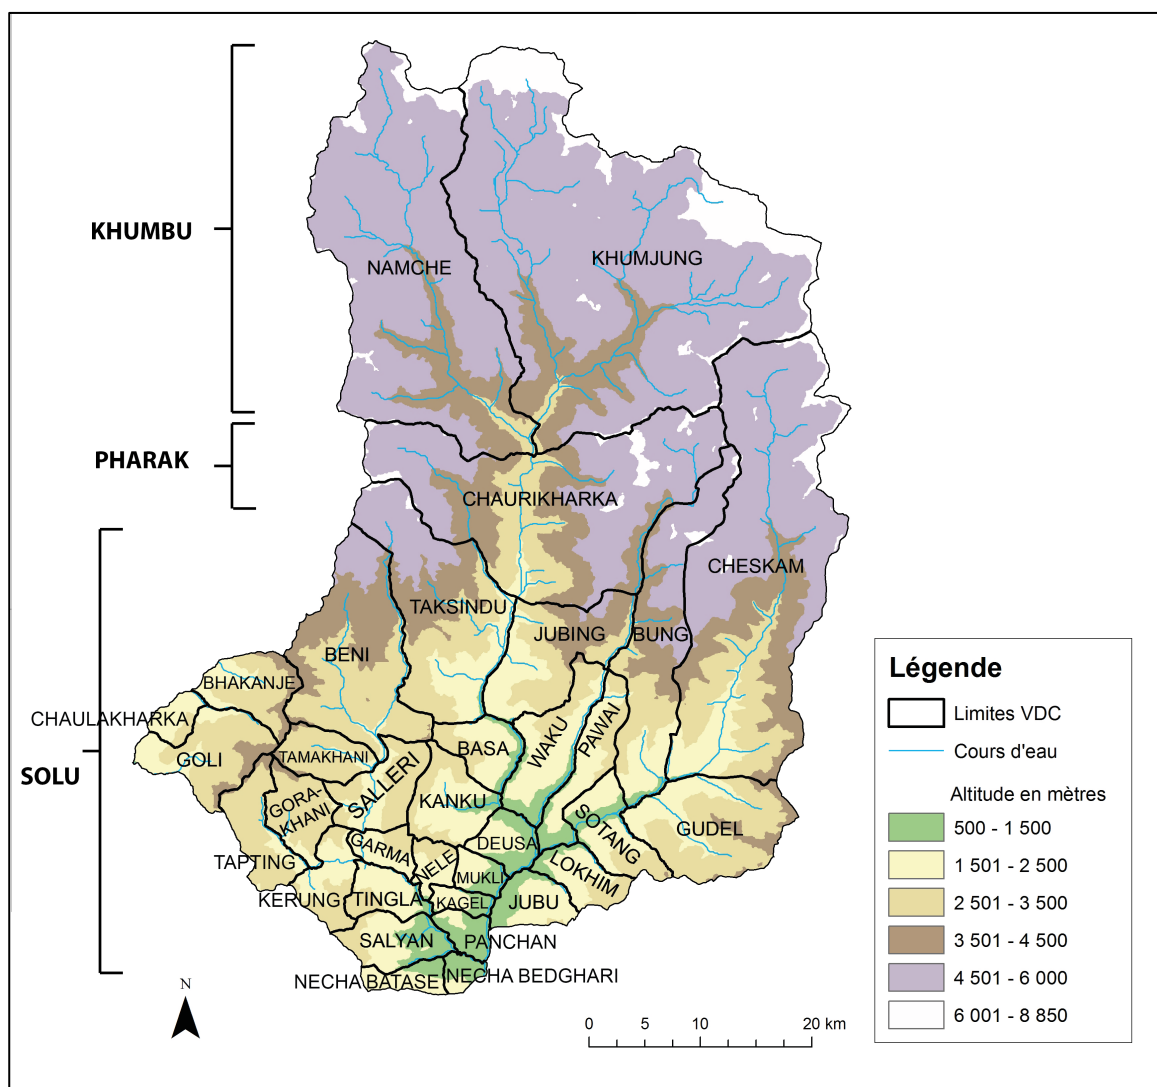 KHUMBU
NAMCHE
KHUMJUNG
PHARAK
CHAURIKHARKA
CHESKAM
TAKSINDU
JUBING
BUNG
BENI
BHAKANJE
CHAULAKHARKA
GOLI
TAMAKHANI
SOLU
SALLERI
BASA
WAKU
PAWAI
GORA-
KHANI
KANKU
SOTANG
GUDEL
TAPTING
GARMA
NELE
DEUSA
MUKLI
LOKHIM
KERUNG
TINGLA
KAGEL
JUBU
SALYAN
PANCHAN
NECHA BATASE
NECHA BEDGHARI
N
0 5 10 20 km
Légende
Limites VDC
Cours d'eau
Altitude en mètres
500 - 1 500
1 501 - 2 500
2 501 - 3 500
3 501 - 4 500
4 501 - 6 000
6 001 - 8 850